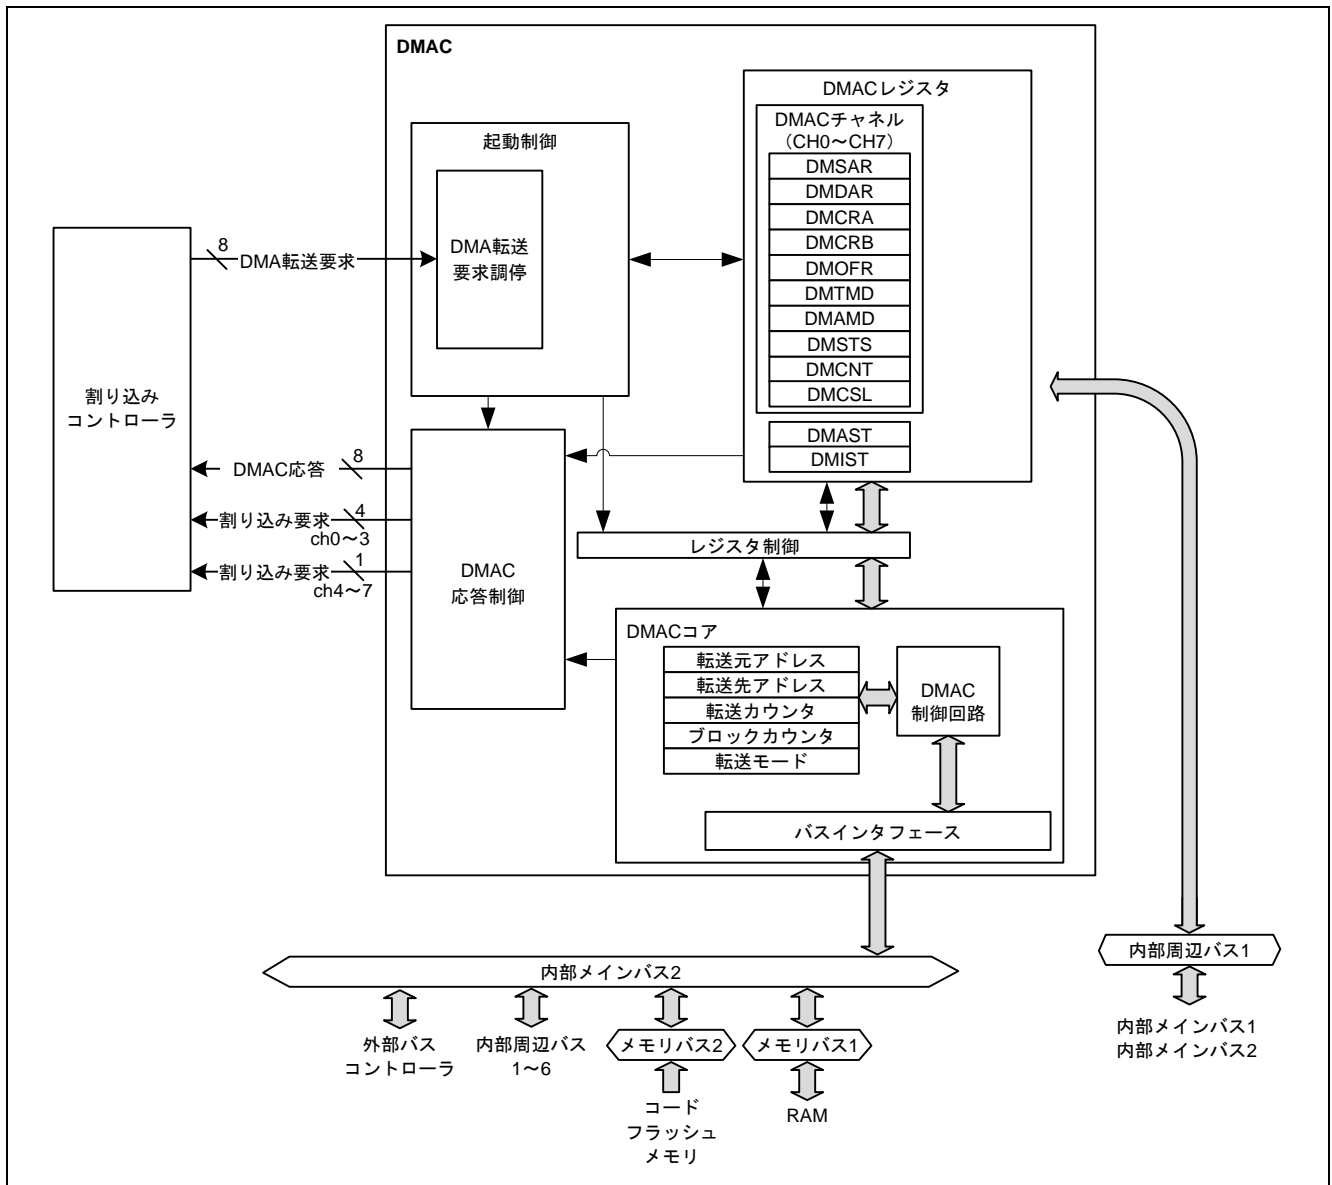 DMAC
DMACレジスタ
DMACチャネル
（CH0～CH7）
DMSAR
DMDAR
DMCRA
DMCRB
DMOFR
DMTMD
DMAMD
DMSTS
DMCNT
DMCSL
DMAST
DMIST
起動制御
DMA転送
要求調停
8
DMA転送要求
割り込み
コントローラ
DMAC応答
8
割り込み要求
4
ch0～3
割り込み要求
1
ch4～7
DMAC
応答制御
レジスタ制御
DMACコア
転送元アドレス
転送先アドレス
転送カウンタ
ブロックカウンタ
転送モード
DMAC
制御回路
バスインタフェース
内部メインバス2
内部周辺バス1
外部バス
コントローラ
内部周辺バス
1～6
メモリバス2
メモリバス1
コード
フラッシュ
メモリ
RAM
内部メインバス1
内部メインバス2